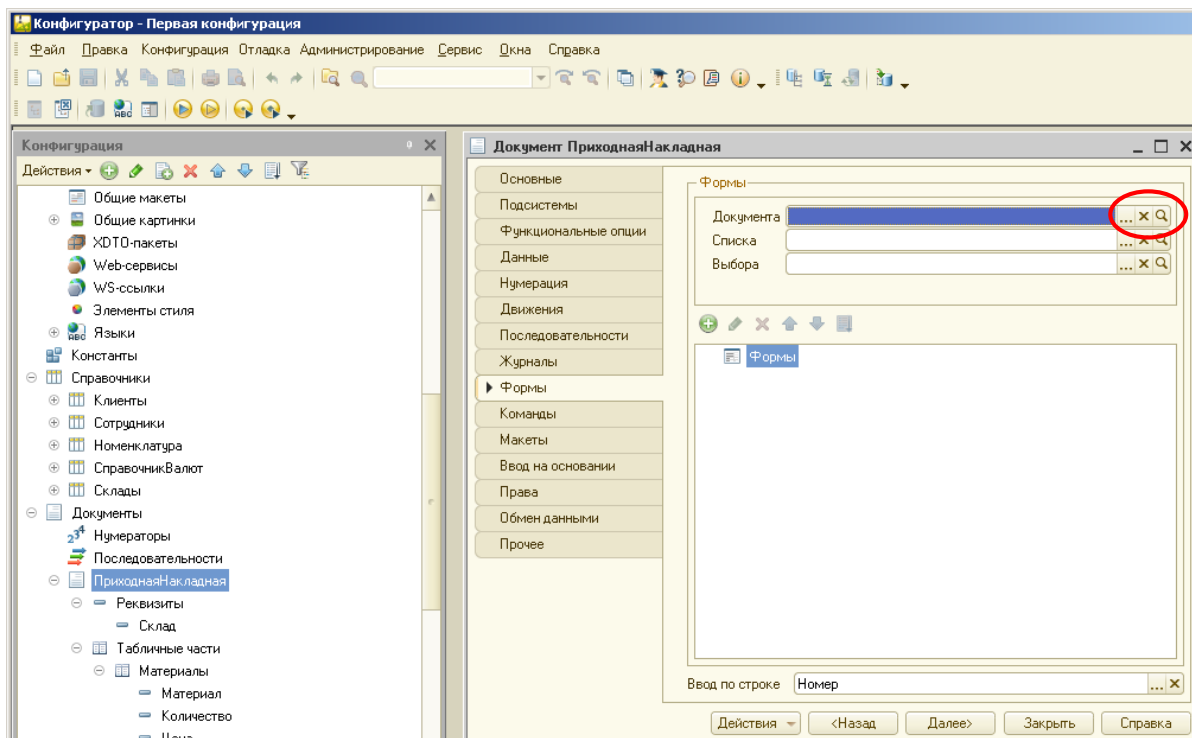 Конфигуратор - Первая конфигурация
Файл Правка Конфигурация Отладка Администрирование Сервис Окна Справка
ABC
Конфигурация
Действия
Общие макеты
Общие картинки
XDTO-пакеты
Web-сервисы
WS-ссылки
Элементы стиля
ABC Языки
Константы
Справочники
Клиенты
Сотрудники
Номенклатура
СправочникВалют
Склады
Документы
Нумераторы
Последовательности
ПриходнаяНакладная
Реквизиты
Склад
Табличные части
Материалы
Материал
Количество
Цена
Документ ПриходнаяНакладная
Основные
Подсистемы
Функциональные опции
Данные
Нумерация
Движения
Последовательности
Журналы
Формы
Команды
Макеты
Ввод на основании
Права
Обмен данными
Прочее
Формы
Документа ...
Списка ...
Выбора ...
Формы
Ввод по строке Номер ...
Действия <Назад Далее> Закрыть Справка